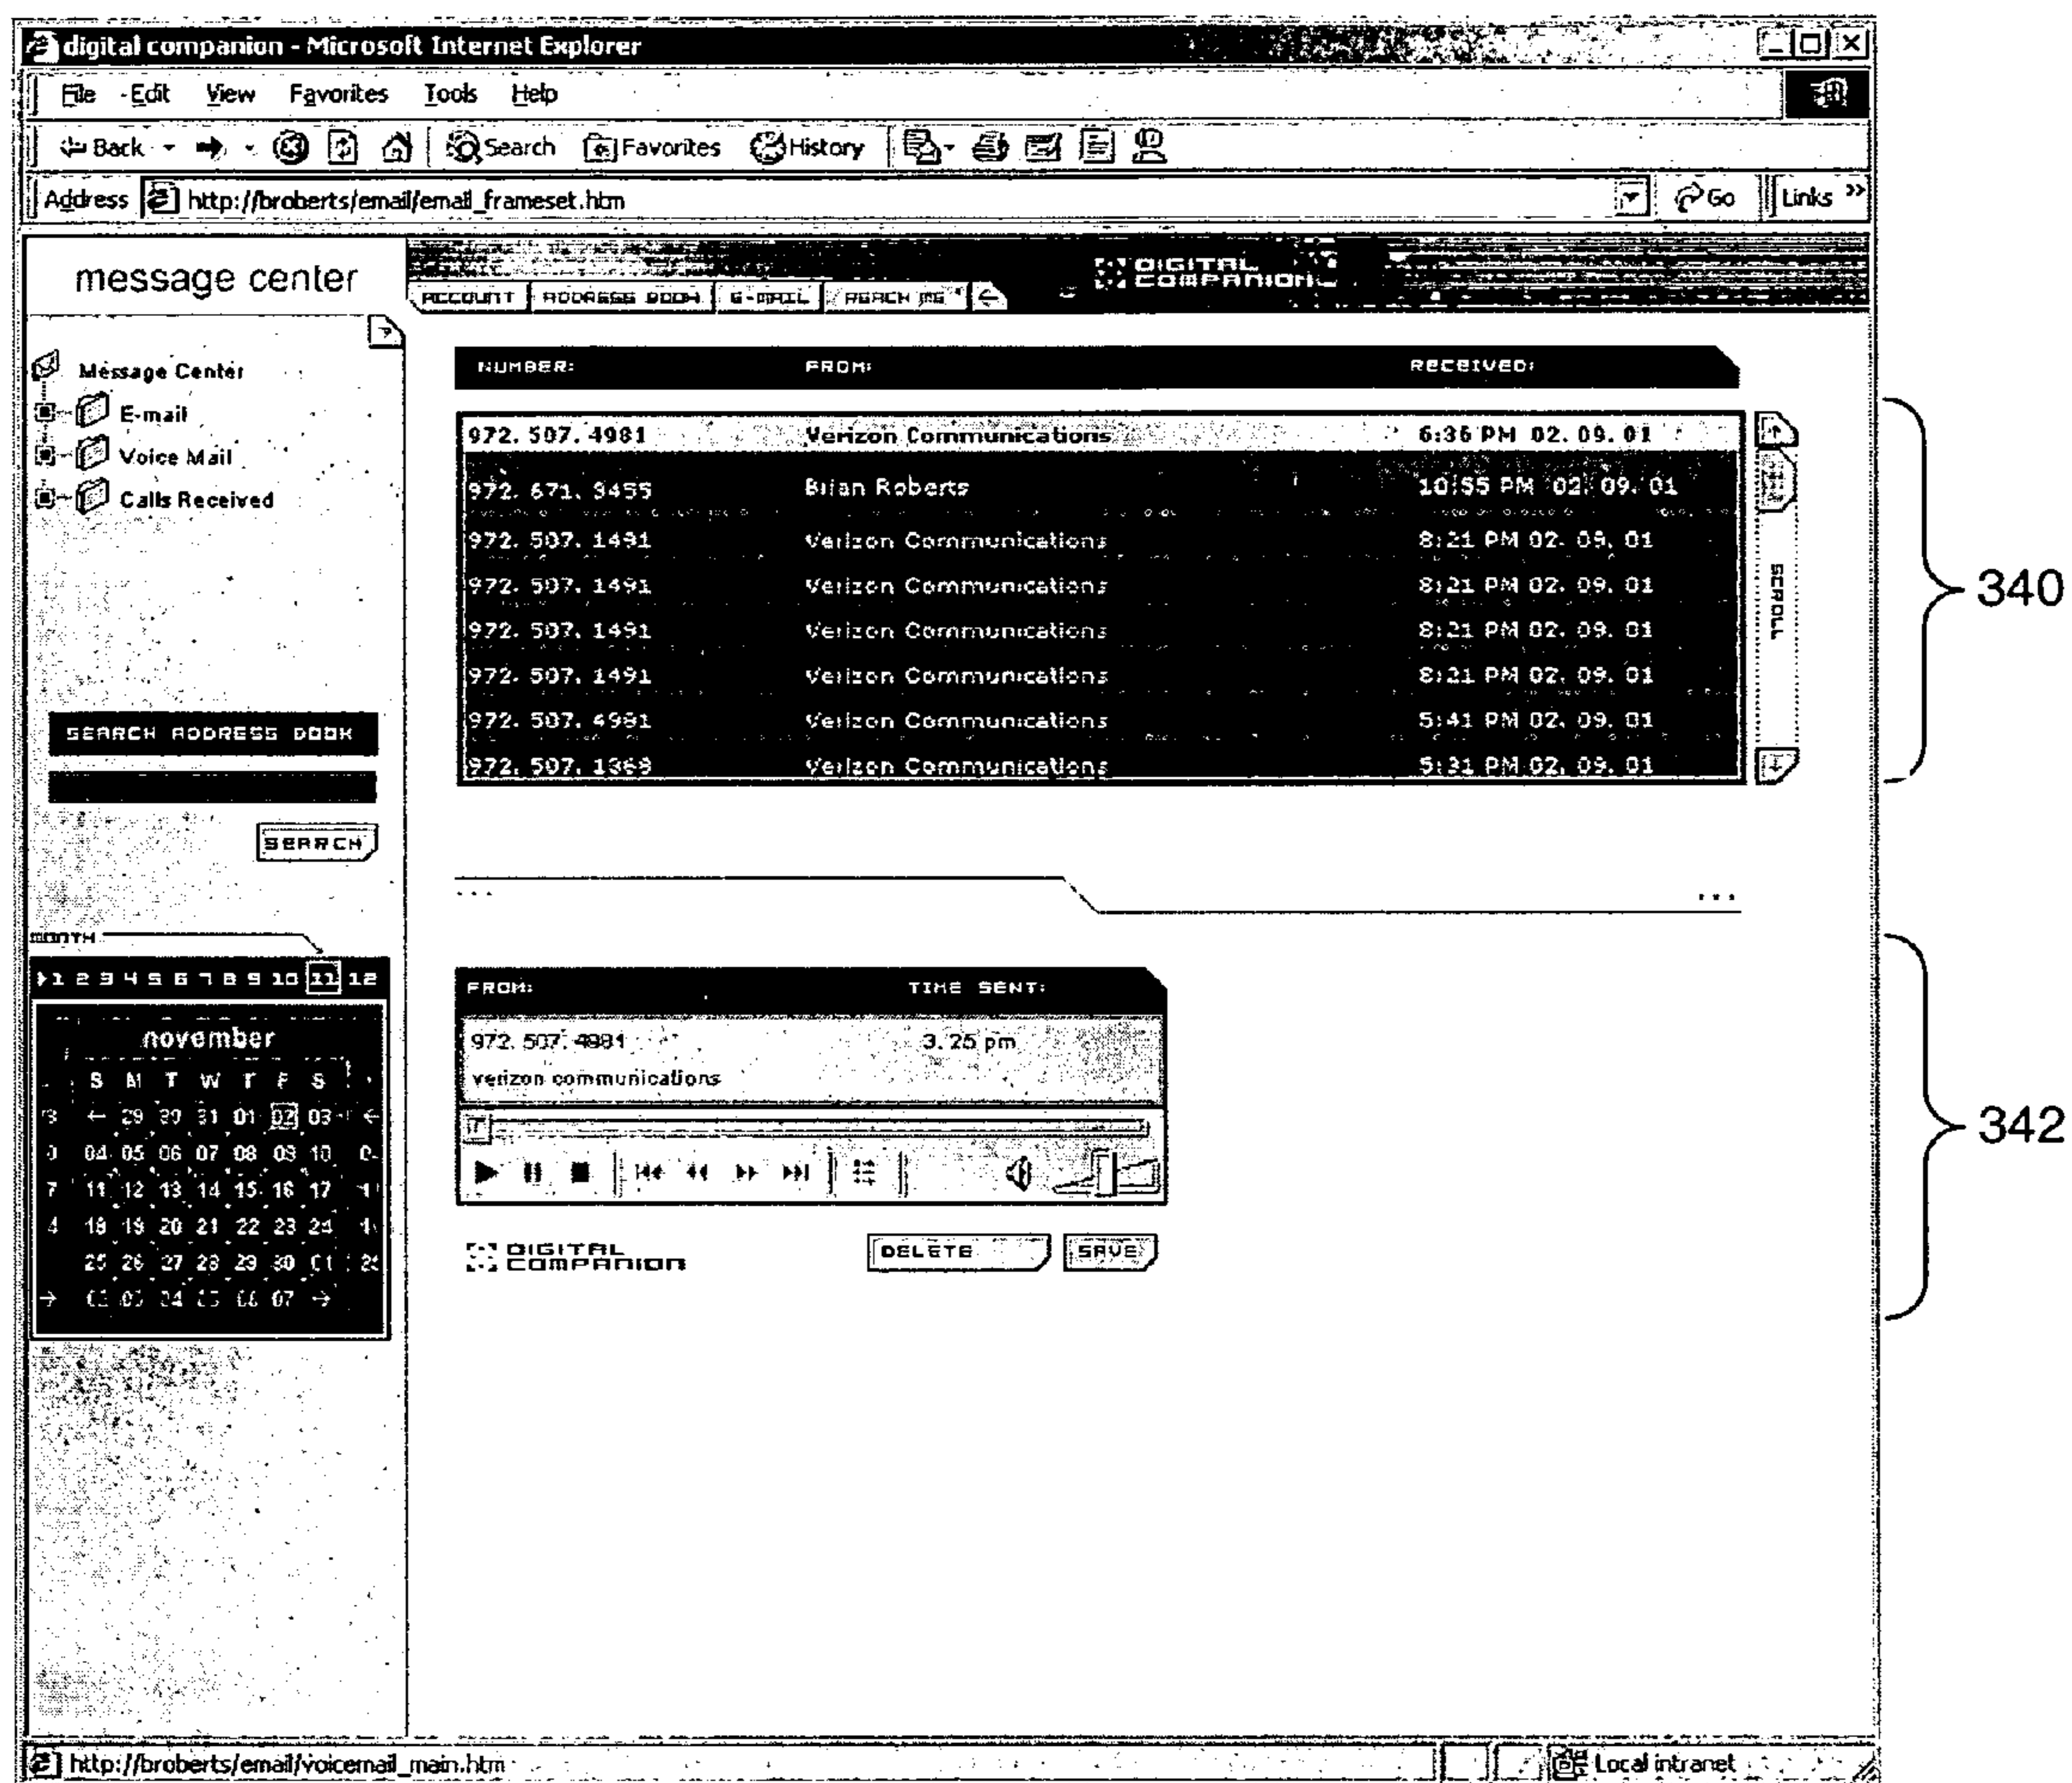 digital companion - Microsoft Internet Explorer
File Edit View Favorites Tools Help
Back Search Favorites History
Address http://broberts/email/email_frameset.htm Go Links »
message center
ACCOUNT ADDRESS BOOK E-MAIL REACH ME
DIGITAL COMPANION
Message Center
E-mail
Voice Mail
Calls Received
NUMBER: FROM: RECEIVED:
972. 507. 4981 Verizon Communications 6:36 PM 02. 09. 01
972. 671. 3455 Brian Roberts 10:55 PM 02. 09. 01
972. 507. 1491 Verizon Communications 8:21 PM 02. 09. 01
972. 507. 1491 Verizon Communications 8:21 PM 02. 09. 01
972. 507. 1491 Verizon Communications 8:21 PM 02. 09. 01
972. 507. 1491 Verizon Communications 8:21 PM 02. 09. 01
972. 507. 4981 Verizon Communications 5:41 PM 02. 09. 01
972. 507. 1368 Verizon Communications 5:31 PM 02. 09. 01
SCROLL
340
SEARCH ADDRESS BOOK
SEARCH
. . . . . .
MONTH
1 2 3 4 5 6 7 8 9 10 11 12
november
S M T W T F S
29 30 31 01 02 03
04 05 06 07 08 09 10
11 12 13 14 15 16 17
18 19 20 21 22 23 24
25 26 27 28 29 30 01
02 03 04 05 06 07
FROM: TIME SENT:
972. 507. 4981 3. 25 pm
verizon communications
DIGITAL COMPANION
DELETE SAVE
342
http://broberts/email/voicemail_main.htm Local intranet